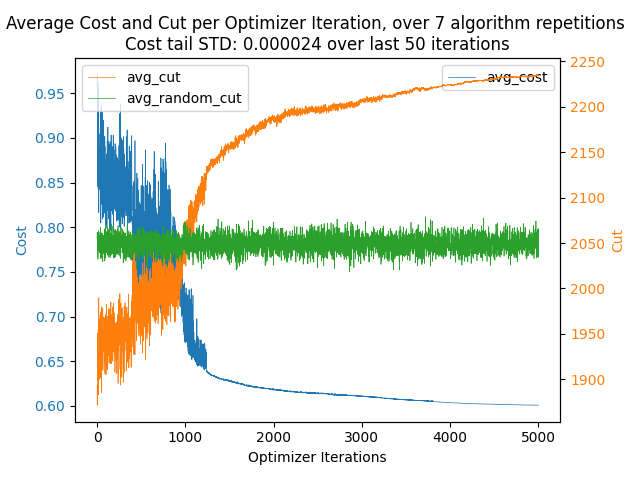 Average Cost and Cut per Optimizer Iteration, over 7 algorithm repetitions
Cost tail STD: 0.000024 over last 50 iterations
avg_cut
avg_random_cut
avg_cost
0.95
0.90
0.85
0.80
0.75
0.70
0.65
0.60
Cost
2250
2200
2150
2100
2050
2000
1950
1900
Cut
0
1000
2000
3000
4000
5000
Optimizer Iterations